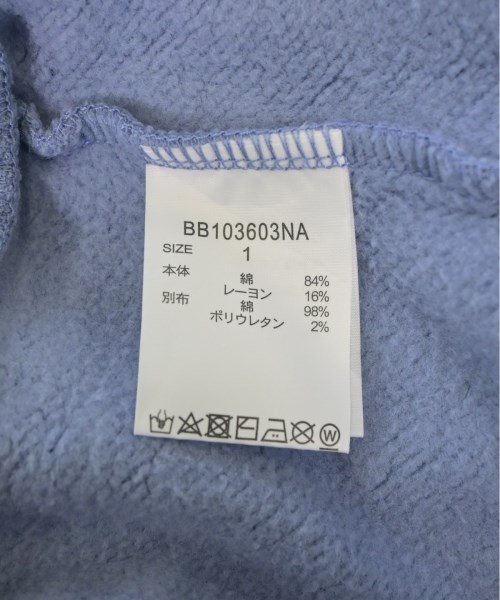 BB103603NA
SIZE 1
本体 綿 84%
レーヨン 16%
別布 綿 98%
ポリウレタン 2%
W